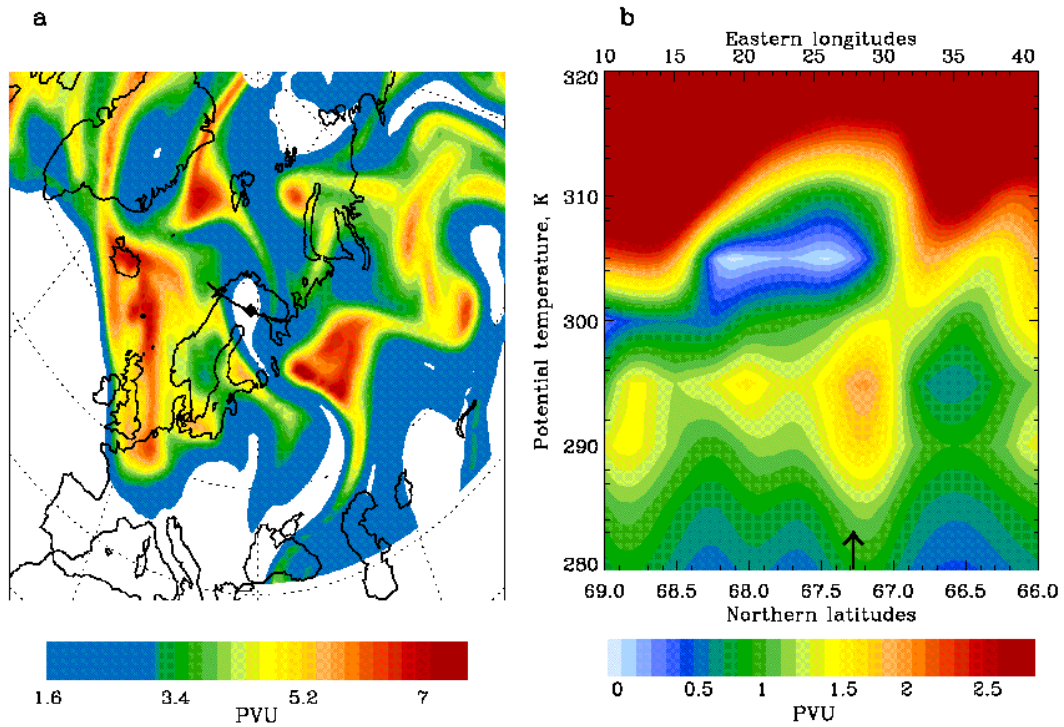 a
1.6 3.4 5.2 7
PVU
b
Eastern longitudes
10 15 20 25 30 35 40
Potential temperature, K
320
310
300
290
280
69.0 68.5 68.0 67.5 67.0 66.5 66.0
Northern latitudes
0 0.5 1 1.5 2 2.5
PVU